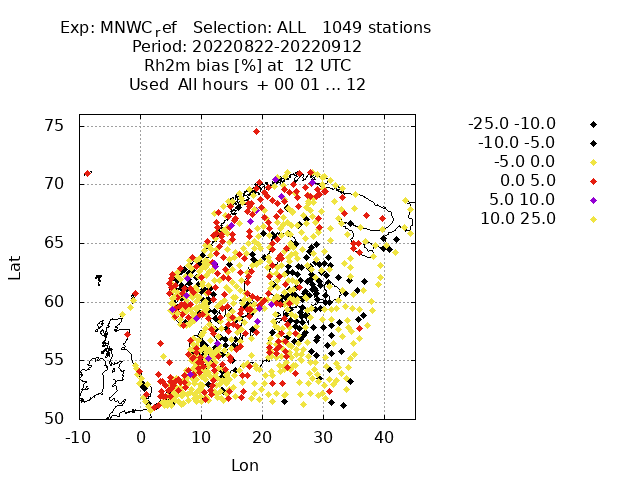 Exp: MNWCref   Selection: ALL   1049 stations
Period: 20220822-20220912
Rh2m bias [%] at  12 UTC
Used  All hours  + 00 01 ... 12
-25.0 -10.0
-10.0 -5.0
-5.0 0.0
0.0 5.0
5.0 10.0
10.0 25.0
75
70
65
60
55
50
Lat
-10 0 10 20 30 40
Lon